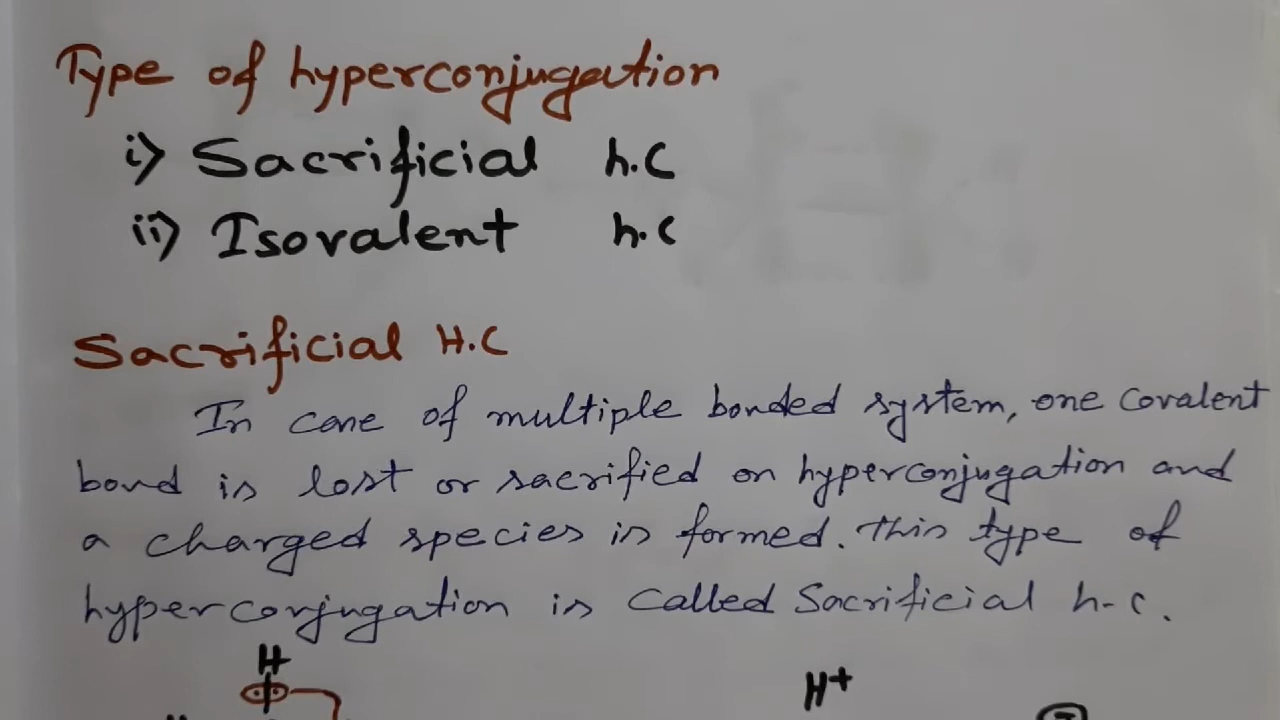 Type of hyperconjugation
i) Sacrificial h.c
ii) Isovalent h.c
Sacrificial H.C
In case of multiple bonded system, one covalent
bond is lost or sacrified on hyperconjugation and
a charged species is formed. This type of
hyperconjugation is called Sacrificial h-c.
H
H+